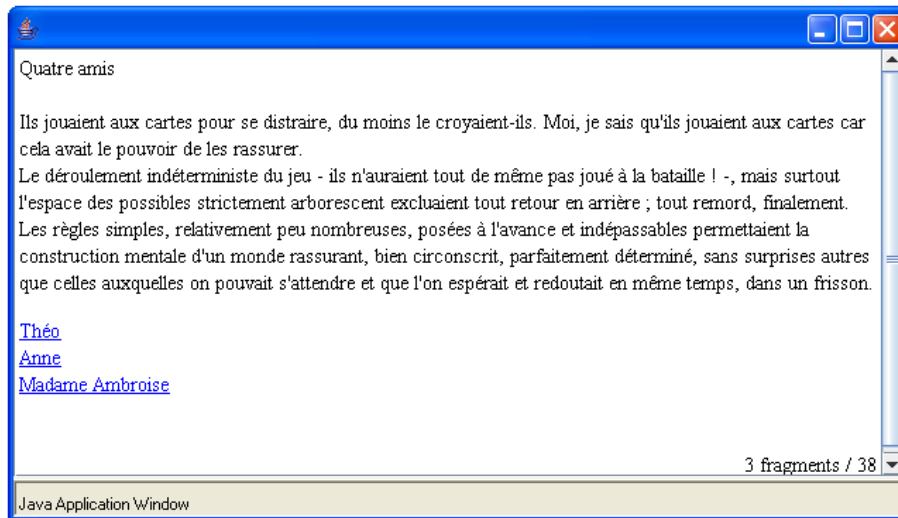 Quatre amis
Ils jouaient aux cartes pour se distraire, du moins le croyaient-ils. Moi, je sais qu'ils jouaient aux cartes car
cela avait le pouvoir de les rassurer.
Le déroulement indéterministe du jeu - ils n'auraient tout de même pas joué à la bataille ! -, mais surtout
l'espace des possibles strictement arborescent excluaient tout retour en arrière ; tout remord, finalement.
Les règles simples, relativement peu nombreuses, posées à l'avance et indépassables permettaient la
construction mentale d'un monde rassurant, bien circonscrit, parfaitement déterminé, sans surprises autres
que celles auxquelles on pouvait s'attendre et que l'on espérait et redoutait en même temps, dans un frisson.
Théo
Anne
Madame Ambroise
3 fragments / 38
Java Application Window